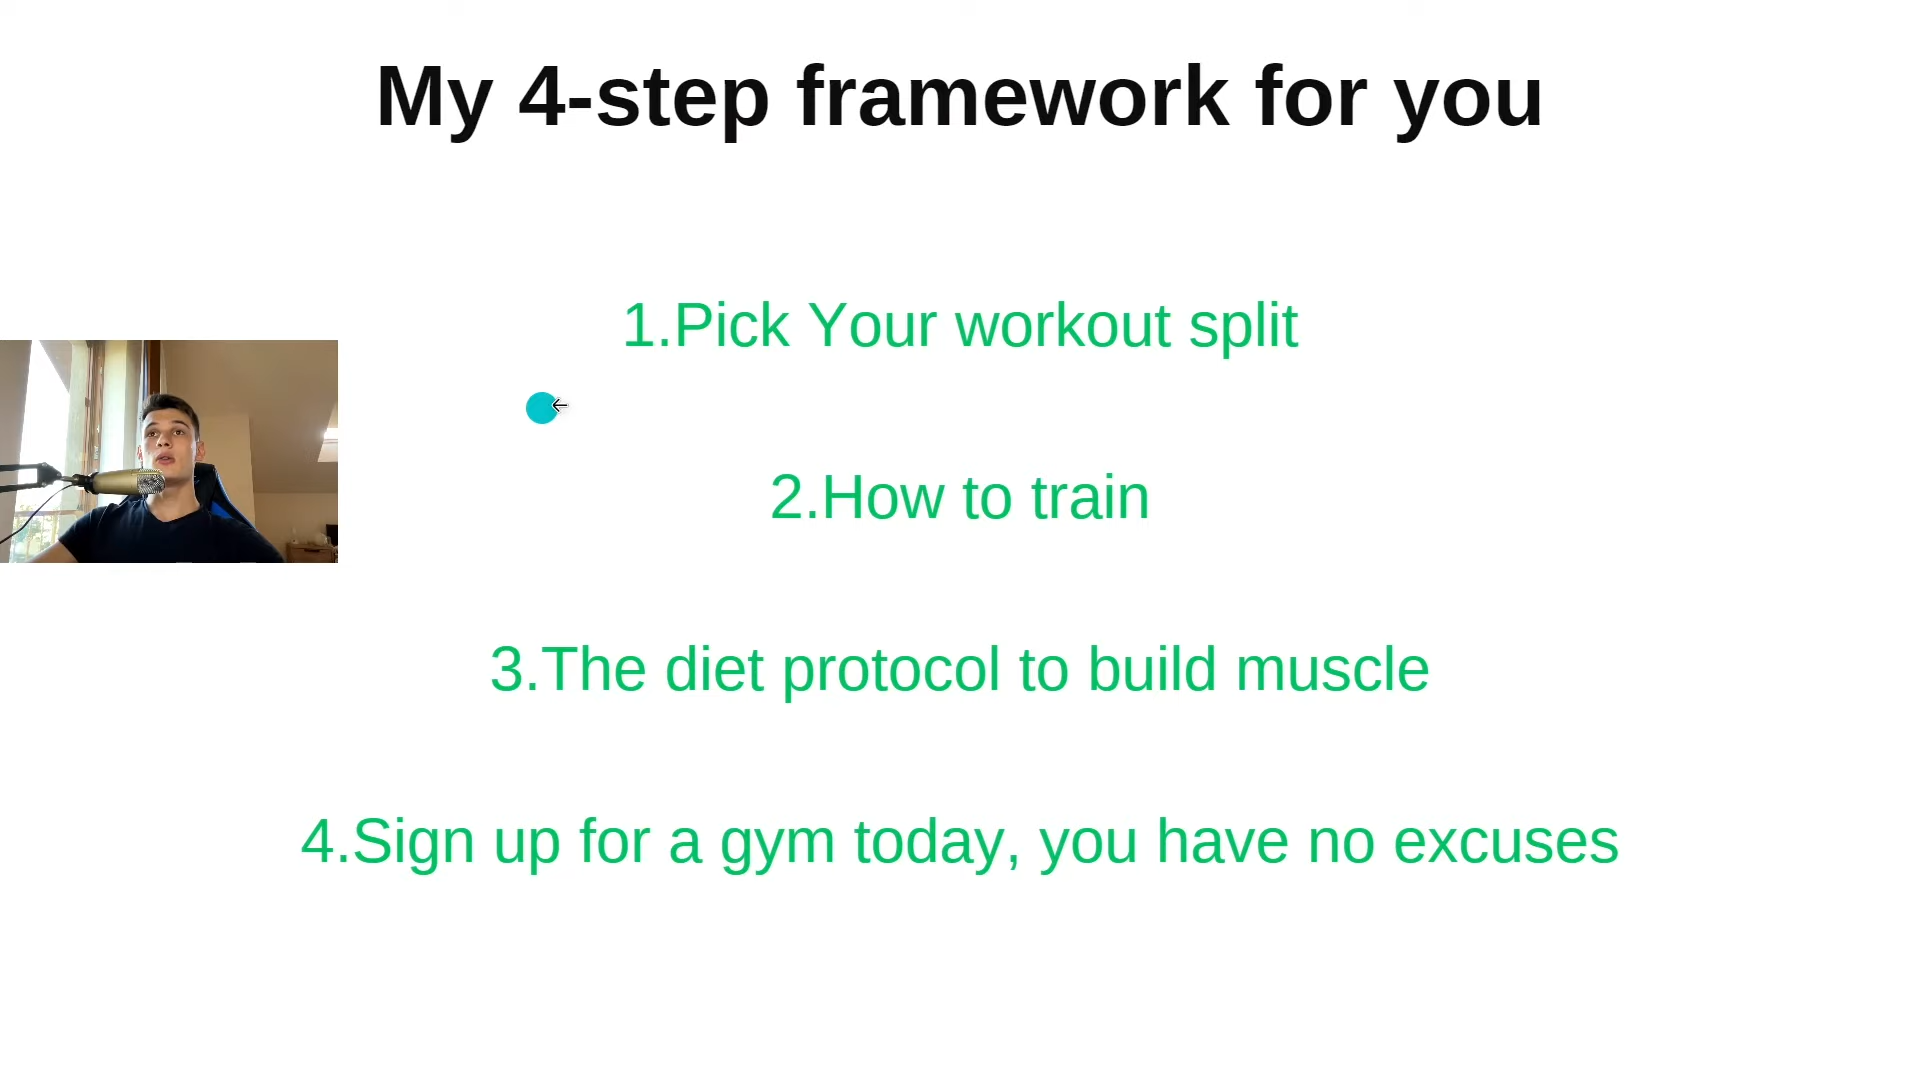 My 4-step framework for you
1.Pick Your workout split
2.How to train
3.The diet protocol to build muscle
4.Sign up for a gym today, you have no excuses